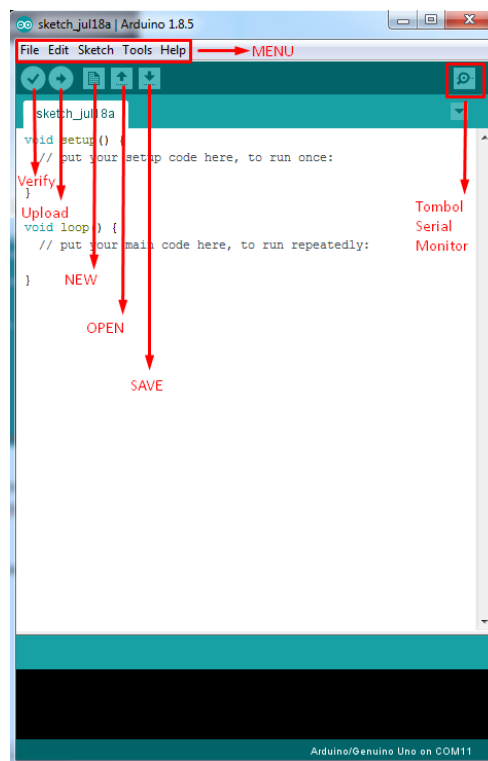 sketch_jul18a | Arduino 1.8.5
File Edit Sketch Tools Help
MENU
sketch_jul18a
void setup() {
// put your setup code here, to run once:
Verify
}
Upload
void loop() {
// put your main code here, to run repeatedly:
}
NEW
OPEN
SAVE
Tombol
Serial
Monitor
Arduino/Genuino Uno on COM11